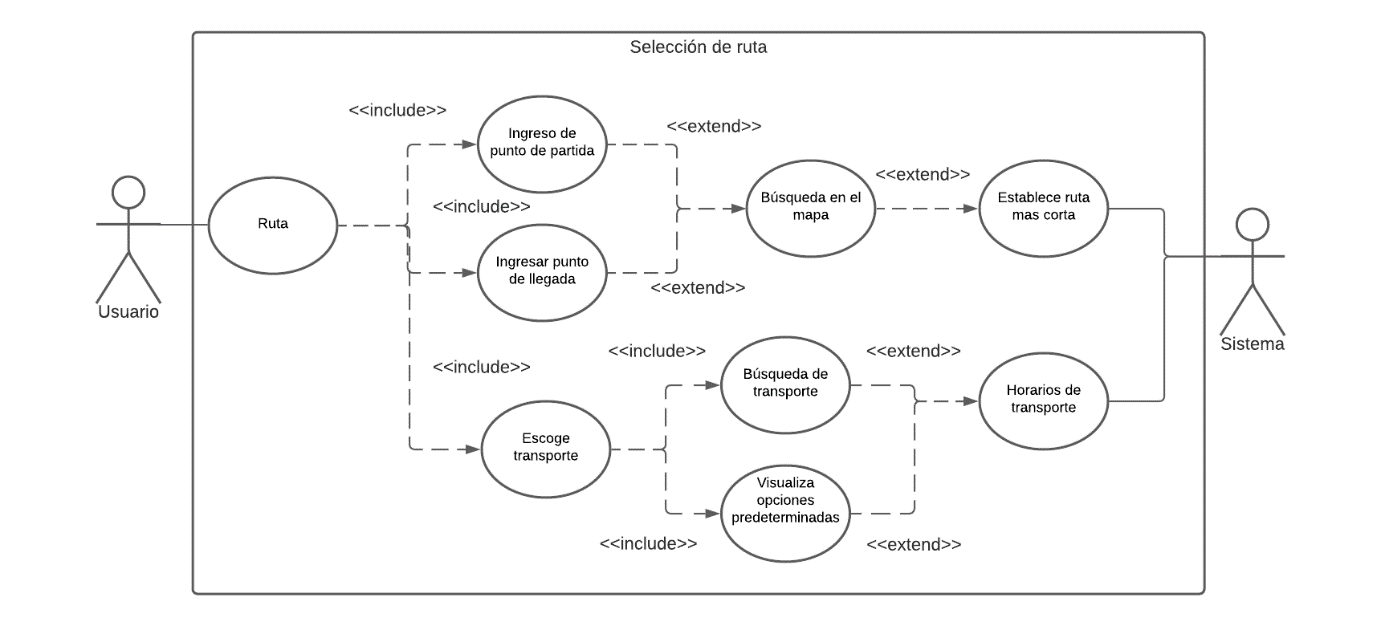 Selección de ruta
<<include>>
Ingreso de
punto de partida
<<extend>>
<<include>>
Ruta
Usuario
Ingresar punto
de llegada
<<extend>>
Búsqueda en el
mapa
<<extend>>
Establece ruta
mas corta
Sistema
<<include>>
Escoge
transporte
<<include>>
Búsqueda de
transporte
<<extend>>
Horarios de
transporte
<<include>>
Visualiza
opciones
predeterminadas
<<extend>>